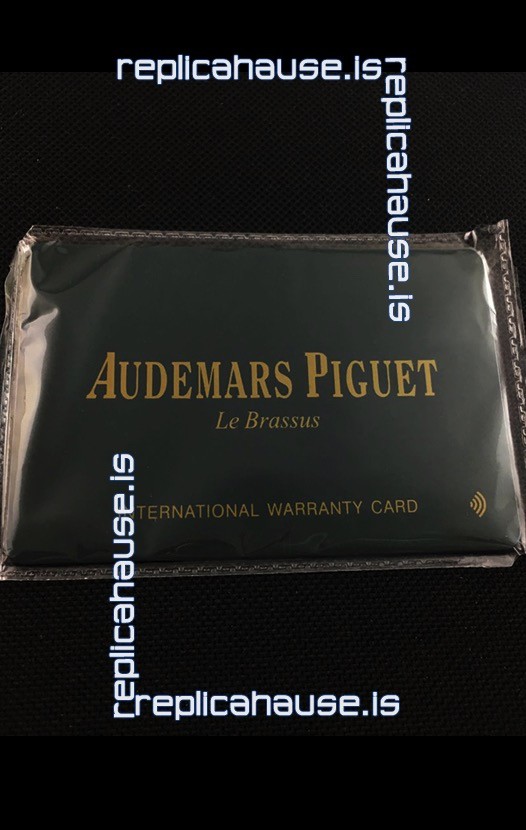 replicahause.is
replicahause.is
AUDEMARS PIGUET
Le Brassus
TERNATIONAL WARRANTY CARD
replicahause.is
replicahause.is